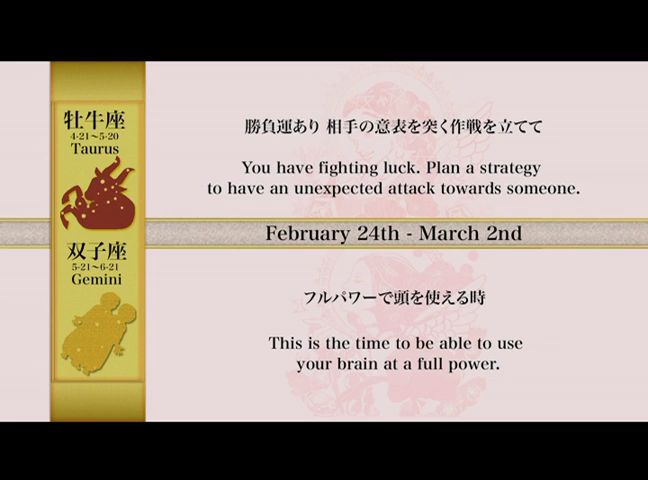 牡牛座
4-21～5-20
Taurus
勝負運あり 相手の意表を突く作戦を立てて
You have fighting luck. Plan a strategy
to have an unexpected attack towards someone.
February 24th - March 2nd
双子座
5-21～6-21
Gemini
フルパワーで頭を使える時
This is the time to be able to use
your brain at a full power.